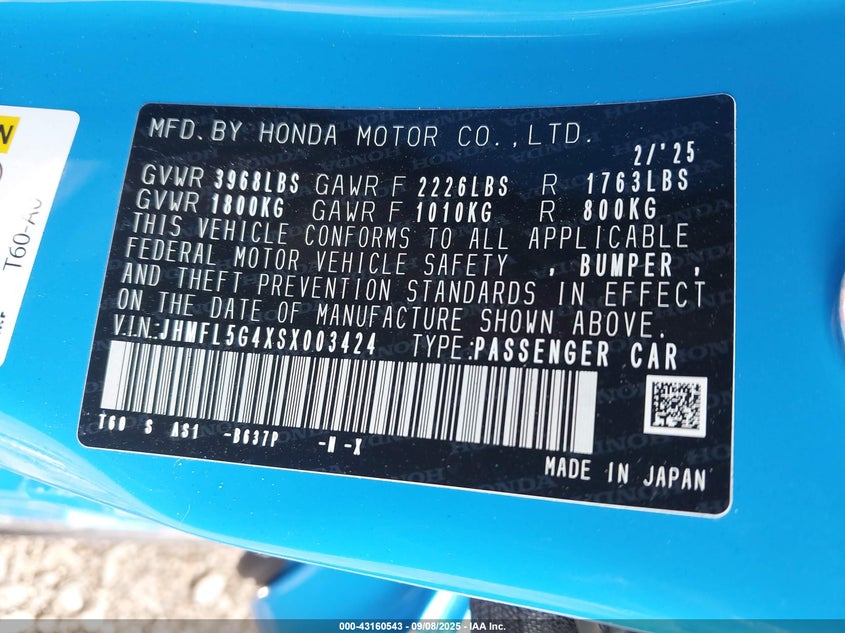 MFD. BY HONDA MOTOR CO., LTD.
2/'25
GVWR 3968LBS GAWR F 2226LBS R 1763LBS
GVWR 1800KG GAWR F 1010KG R 800KG
THIS VEHICLE CONFORMS TO ALL APPLICABLE
FEDERAL MOTOR VEHICLE SAFETY , BUMPER ,
AND THEFT PREVENTION STANDARDS IN EFFECT
ON THE DATE OF MANUFACTURE SHOWN ABOVE.
VIN:JHMFL5G4XSX003424 TYPE:PASSENGER CAR
T60 S AS1 -B637P -M -X
MADE IN JAPAN
T60-A0
000-43160543 - 09/08/2025 - IAA Inc.